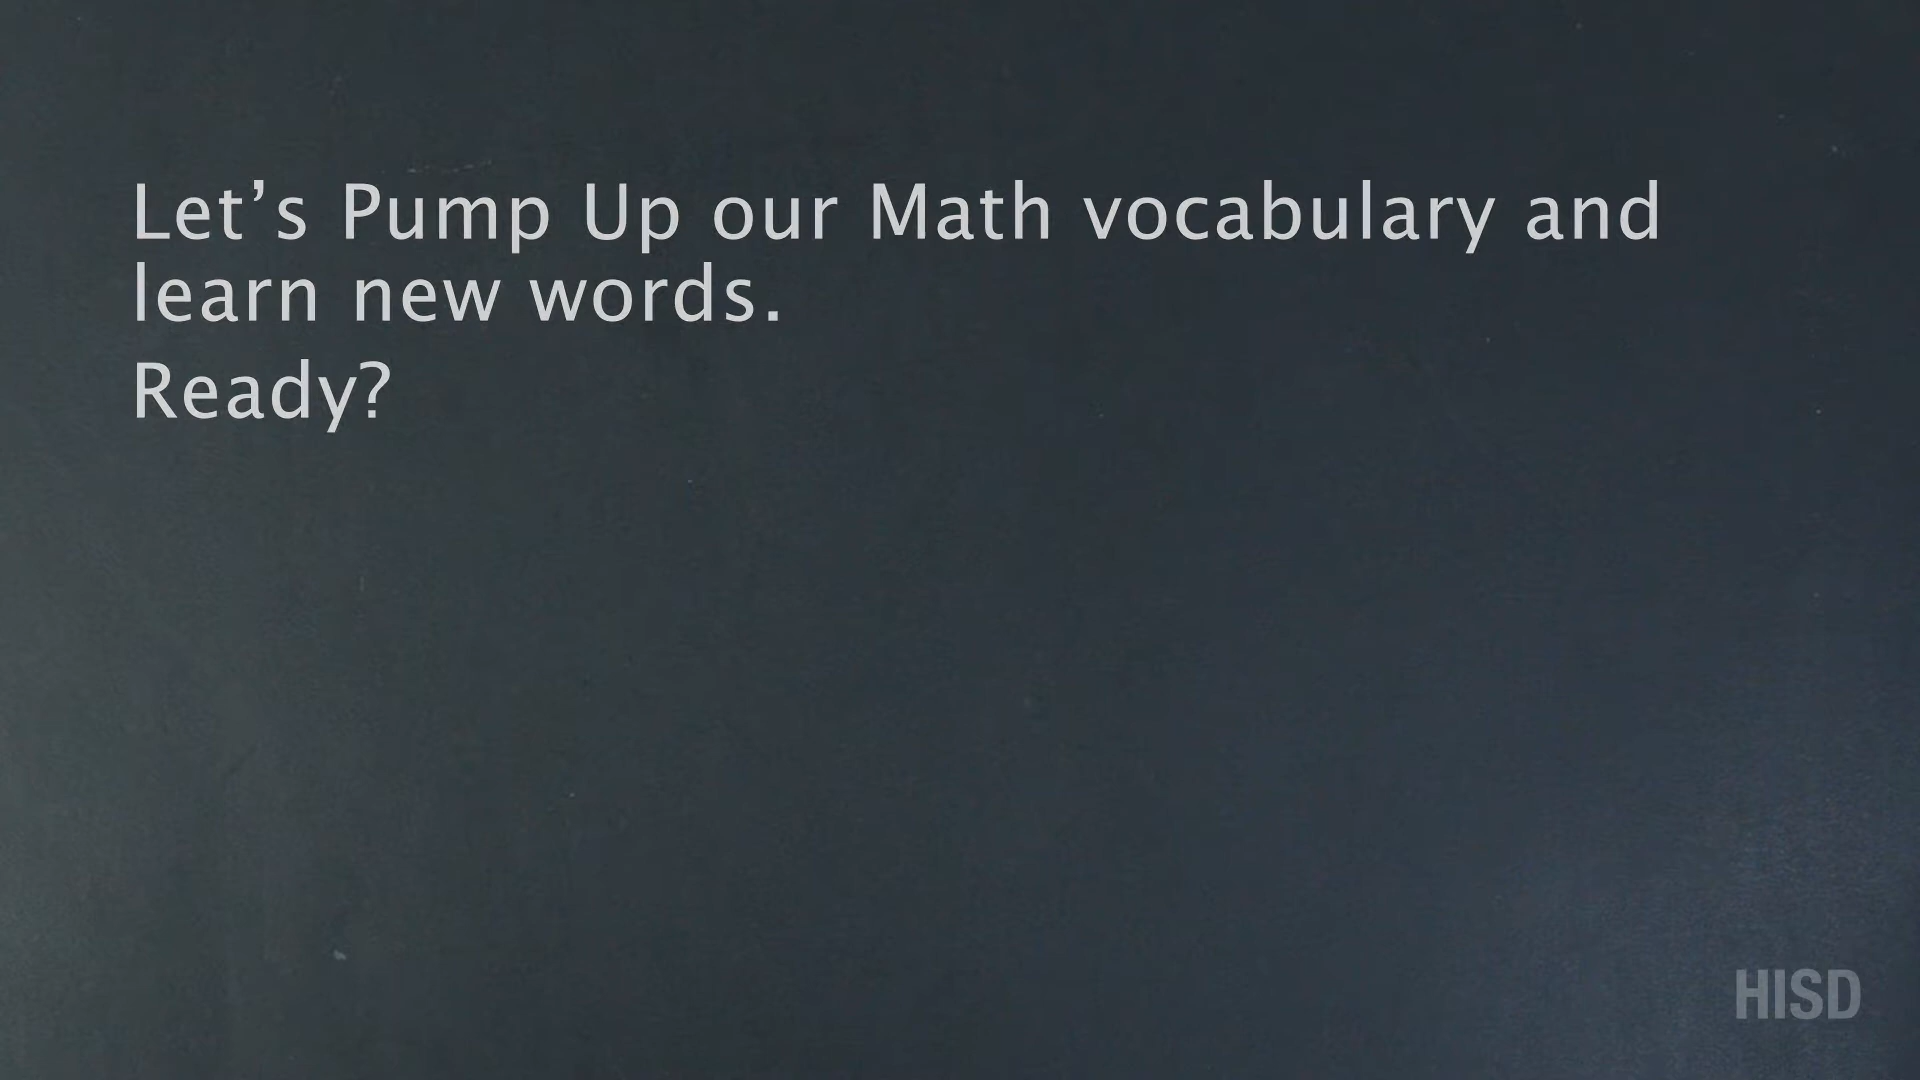 Let’s Pump Up our Math vocabulary and
learn new words.
Ready?
HISD